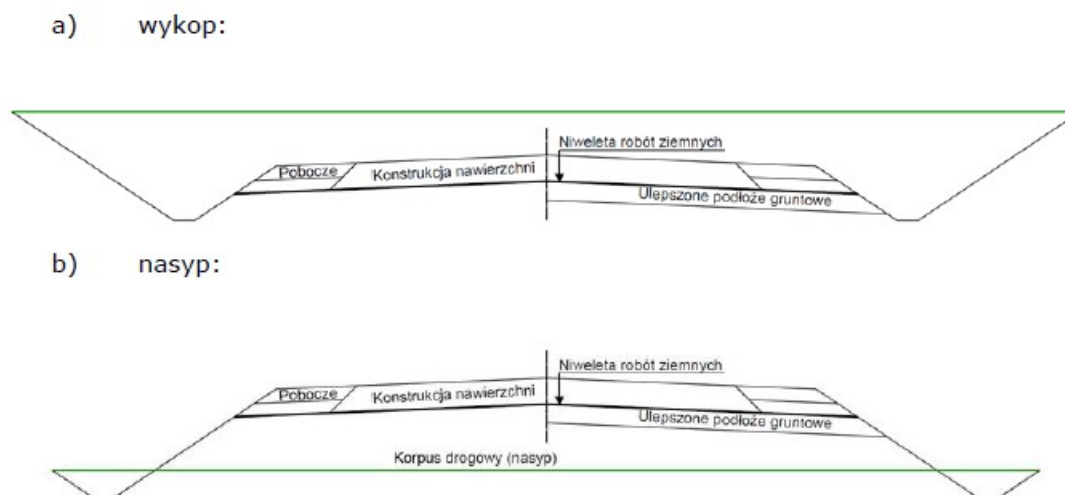 a) wykop:
Niweleta robót ziemnych
Pobocze
Konstrukcja nawierzchni
Ulepszone podłoże gruntowe
b) nasyp:
Niweleta robót ziemnych
Pobocze
Konstrukcja nawierzchni
Ulepszone podłoże gruntowe
Korpus drogowy (nasyp)